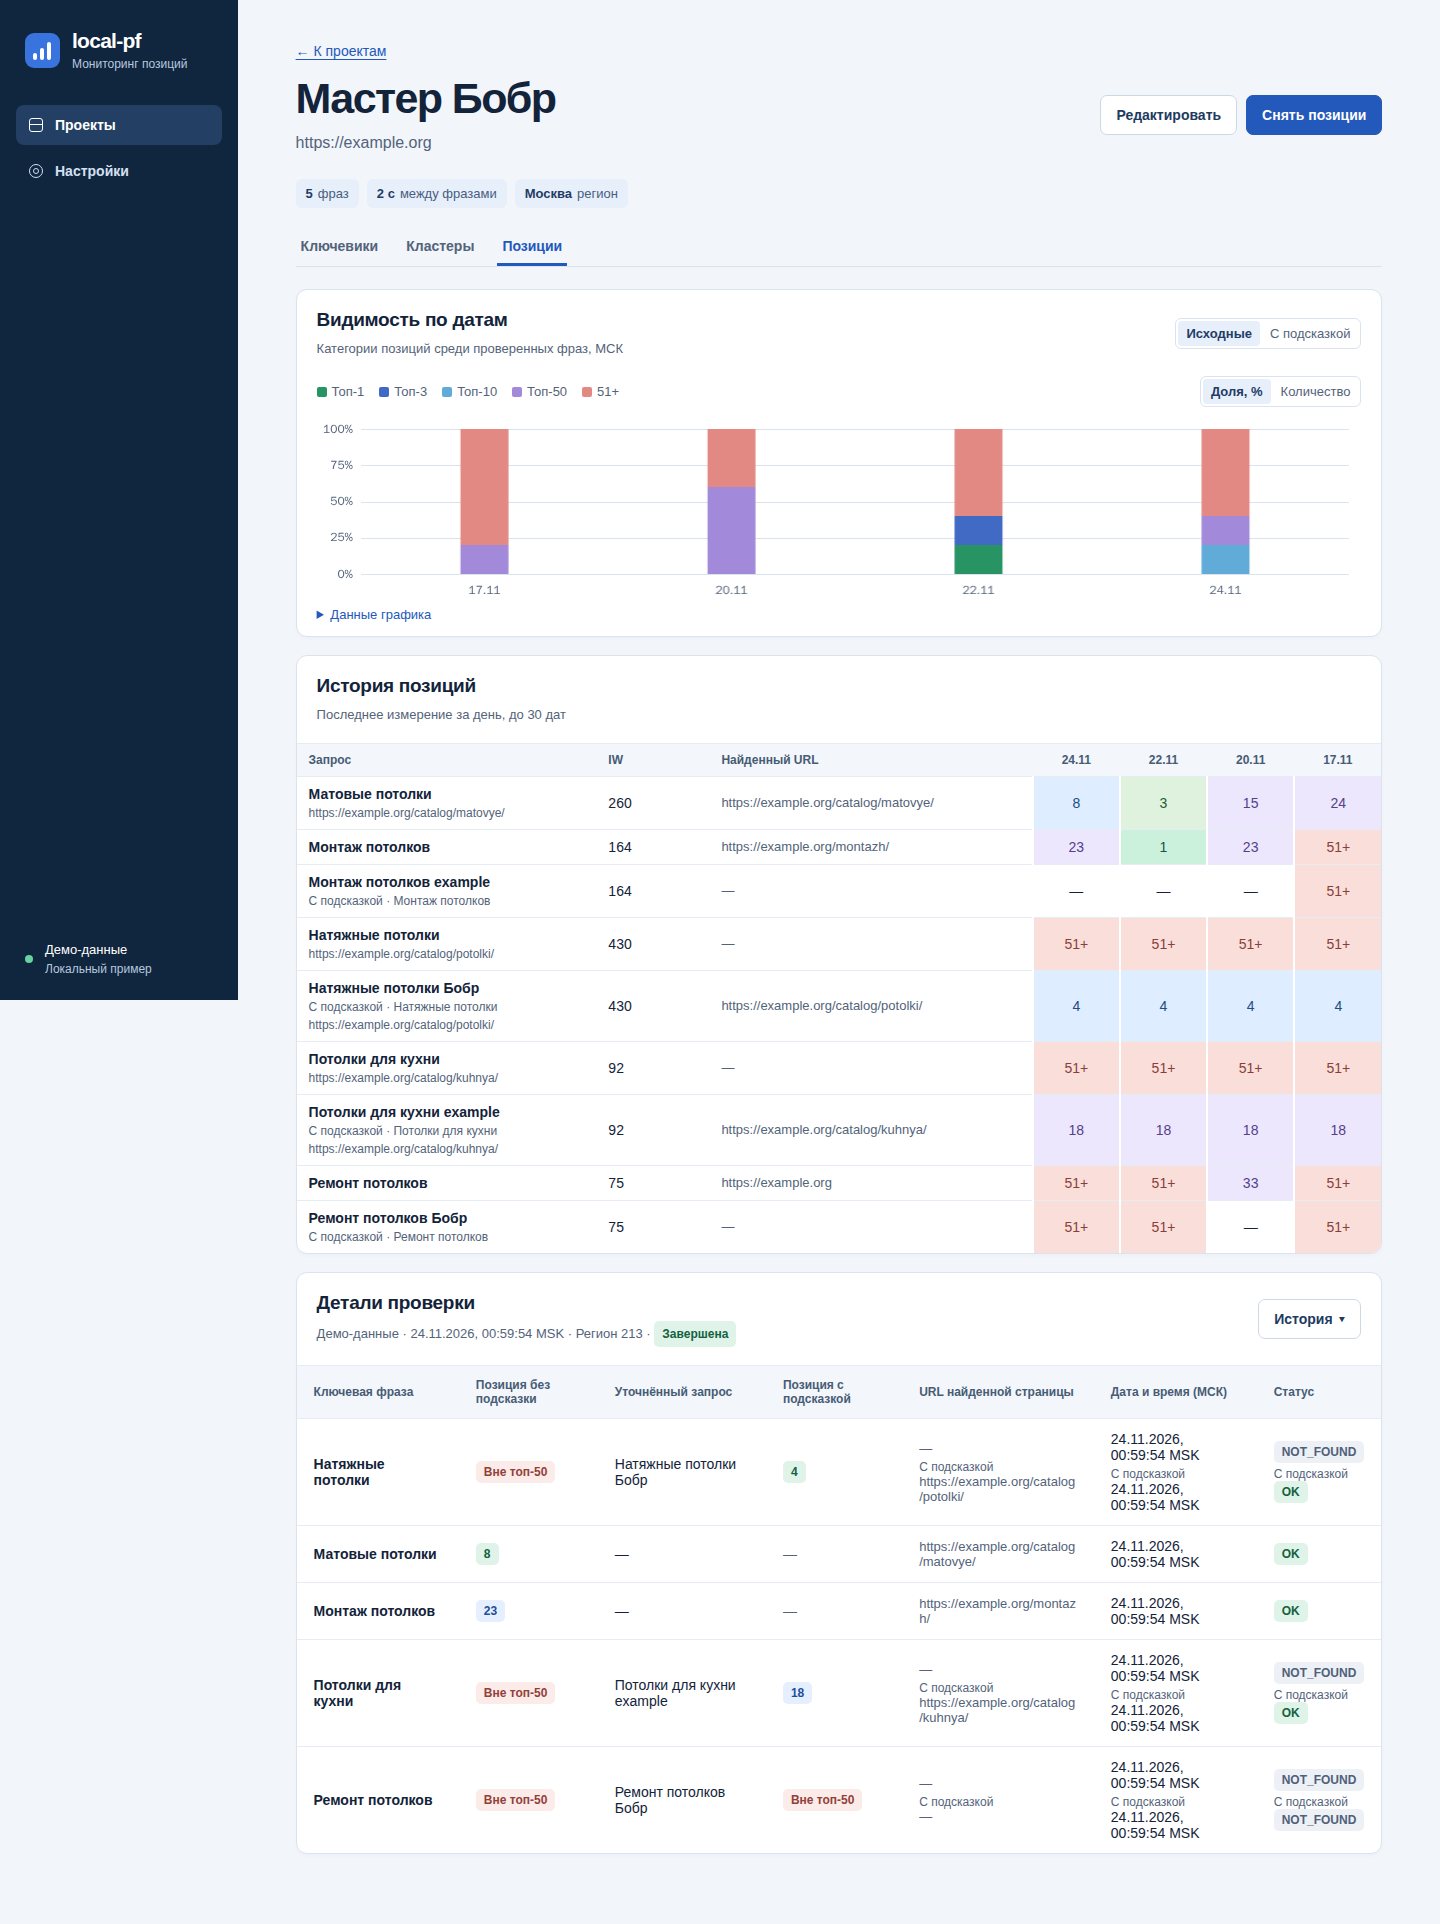 local-pf
Мониторинг позиций
Проекты
Настройки
Демо-данные
Локальный пример
← К проектам
Мастер Бобр
https://example.org
Редактировать
Снять позиции
5 фраз
2 с между фразами
Москва регион
Ключевики
Кластеры
Позиции
Видимость по датам
Категории позиций среди проверенных фраз, МСК
Исходные
С подсказкой
Топ-1
Топ-3
Топ-10
Топ-50
51+
Доля, %
Количество
100%
75%
50%
25%
0%
17.11
20.11
22.11
24.11
Данные графика
История позиций
Последнее измерение за день, до 30 дат
Запрос IW Найденный URL 24.11 22.11 20.11 17.11
Матовые потолки
https://example.org/catalog/matovye/
260 https://example.org/catalog/matovye/ 8 3 15 24
Монтаж потолков 164 https://example.org/montazh/ 23 1 23 51+
Монтаж потолков example
С подсказкой · Монтаж потолков
164 — — — — 51+
Натяжные потолки
https://example.org/catalog/potolki/
430 — 51+ 51+ 51+ 51+
Натяжные потолки Бобр
С подсказкой · Натяжные потолки
https://example.org/catalog/potolki/
430 https://example.org/catalog/potolki/ 4 4 4 4
Потолки для кухни
https://example.org/catalog/kuhnya/
92 — 51+ 51+ 51+ 51+
Потолки для кухни example
С подсказкой · Потолки для кухни
https://example.org/catalog/kuhnya/
92 https://example.org/catalog/kuhnya/ 18 18 18 18
Ремонт потолков 75 https://example.org 51+ 51+ 33 51+
Ремонт потолков Бобр
С подсказкой · Ремонт потолков
75 — 51+ 51+ — 51+
Детали проверки
Демо-данные · 24.11.2026, 00:59:54 MSK · Регион 213 · Завершена
История ▾
Ключевая фраза
Позиция без
подсказки
Уточнённый запрос
Позиция с
подсказкой
URL найденной страницы
Дата и время (МСК)
Статус
Натяжные
потолки
Вне топ-50
Натяжные потолки
Бобр
4
—
С подсказкой
https://example.org/catalog
/potolki/
24.11.2026,
00:59:54 MSK
С подсказкой
24.11.2026,
00:59:54 MSK
NOT_FOUND
С подсказкой
OK
Матовые потолки
8
—
—
https://example.org/catalog
/matovye/
24.11.2026,
00:59:54 MSK
OK
Монтаж потолков
23
—
—
https://example.org/montaz
h/
24.11.2026,
00:59:54 MSK
OK
Потолки для
кухни
Вне топ-50
Потолки для кухни
example
18
—
С подсказкой
https://example.org/catalog
/kuhnya/
24.11.2026,
00:59:54 MSK
С подсказкой
24.11.2026,
00:59:54 MSK
NOT_FOUND
С подсказкой
OK
Ремонт потолков
Вне топ-50
Ремонт потолков
Бобр
Вне топ-50
—
С подсказкой
—
24.11.2026,
00:59:54 MSK
С подсказкой
24.11.2026,
00:59:54 MSK
NOT_FOUND
С подсказкой
NOT_FOUND